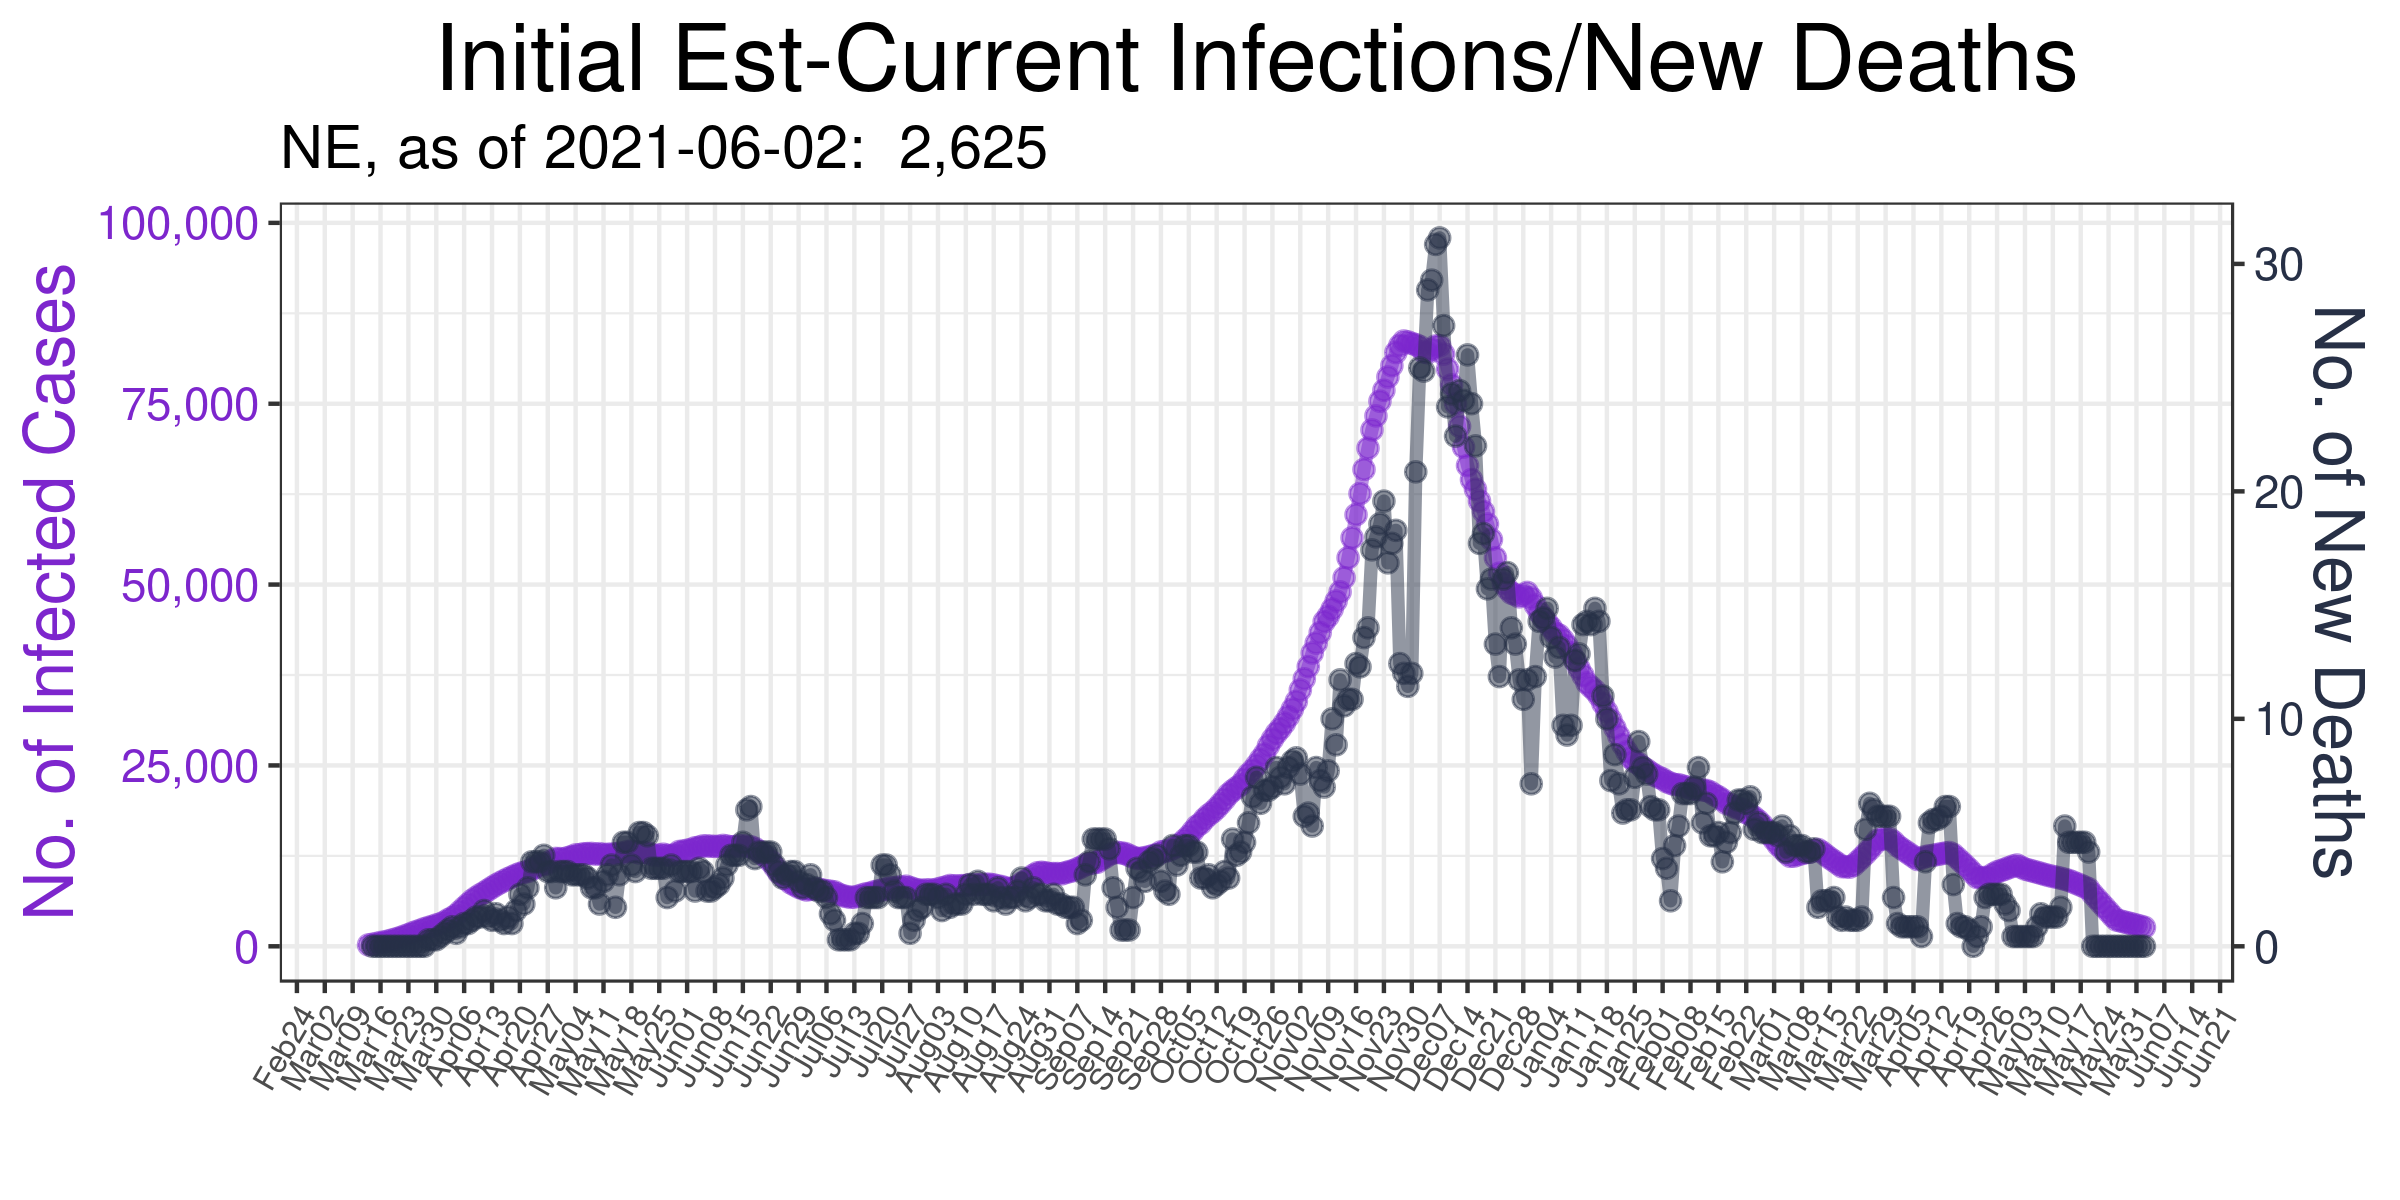 Initial Est-Current Infections/New Deaths
NE, as of 2021-06-02:  2,625
No. of Infected Cases
100,000
75,000
50,000
25,000
0
No. of New Deaths
30
20
10
0
Feb24
Mar02
Mar09
Mar16
Mar23
Mar30
Apr06
Apr13
Apr20
Apr27
May04
May11
May18
May25
Jun01
Jun08
Jun15
Jun22
Jun29
Jul06
Jul13
Jul20
Jul27
Aug03
Aug10
Aug17
Aug24
Aug31
Sep07
Sep14
Sep21
Sep28
Oct05
Oct12
Oct19
Oct26
Nov02
Nov09
Nov16
Nov23
Nov30
Dec07
Dec14
Dec21
Dec28
Jan04
Jan11
Jan18
Jan25
Feb01
Feb08
Feb15
Feb22
Mar01
Mar08
Mar15
Mar22
Mar29
Apr05
Apr12
Apr19
Apr26
May03
May10
May17
May24
May31
Jun07
Jun14
Jun21